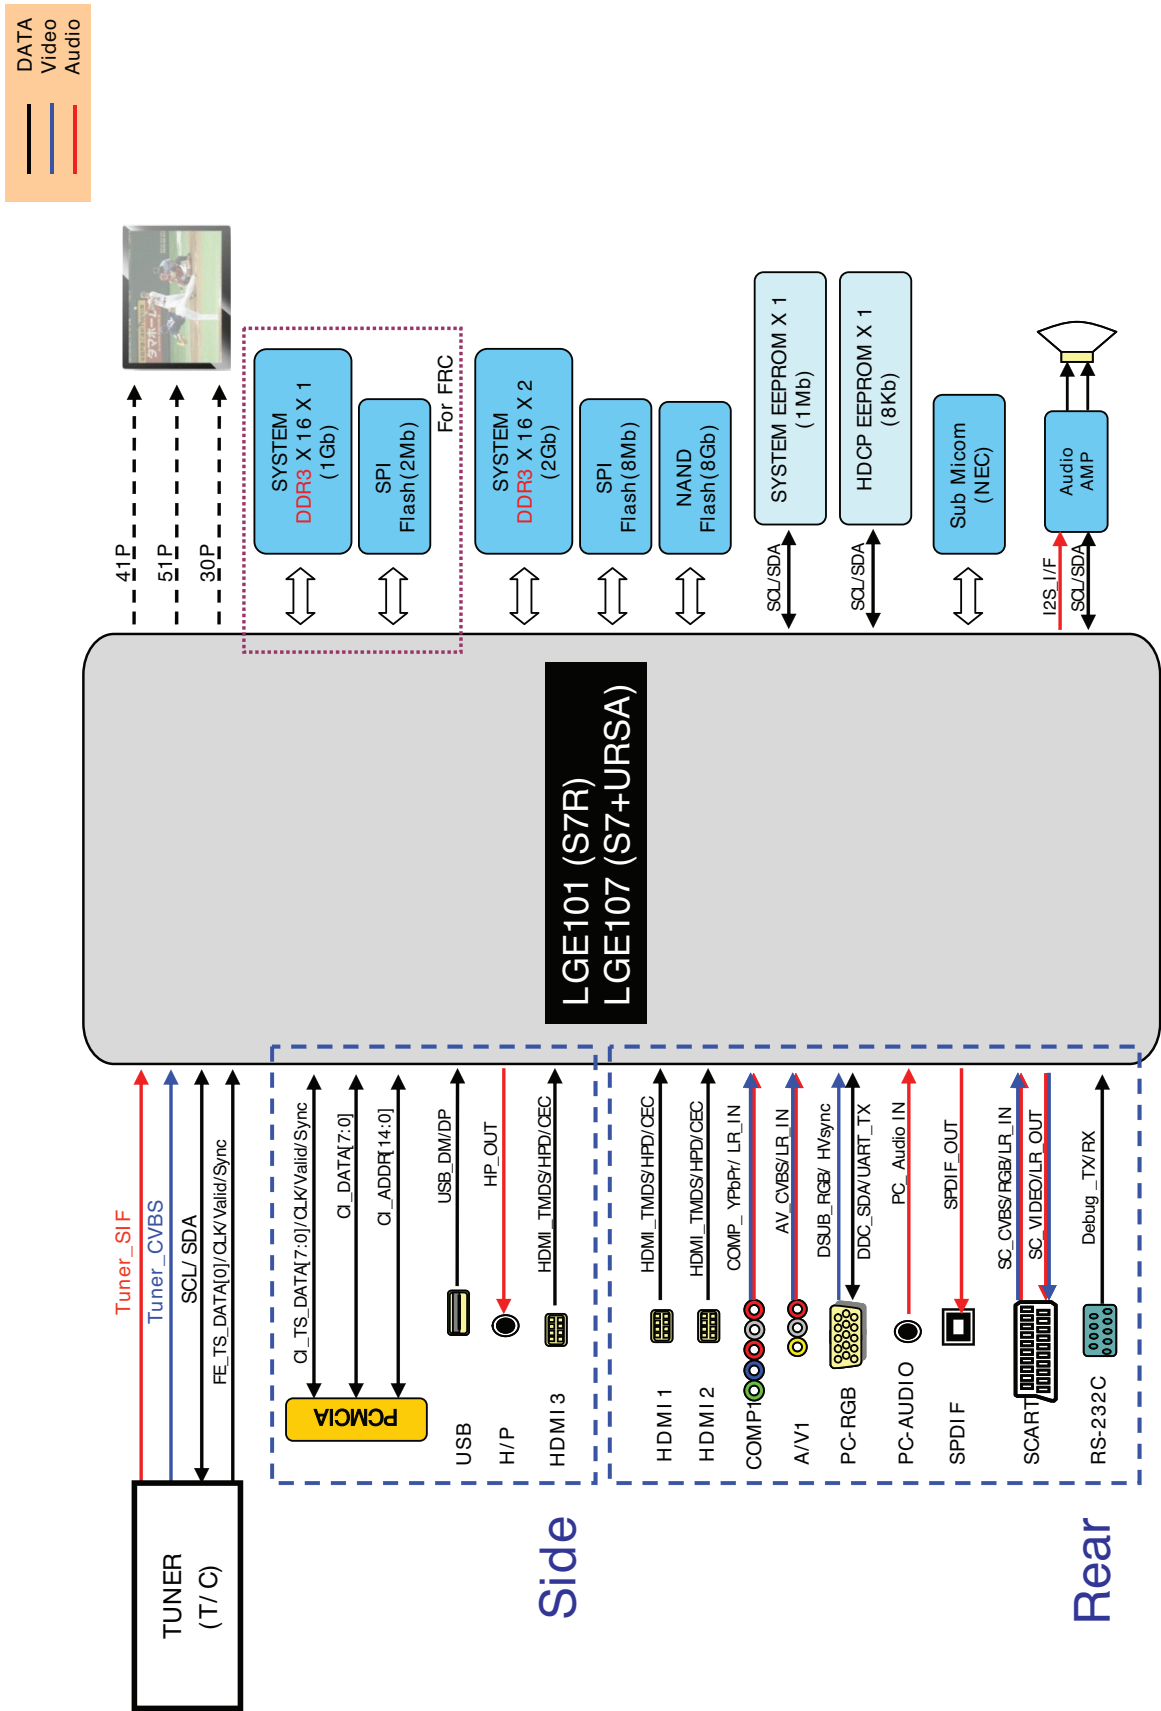 DATA
Video
Audio
TUNER
(T/C)
Tuner_SIF
Tuner_CVBS
SCL/SDA
FE_TS_DATA[0]/CLK/Valid/Sync
41P
51P
30P
タマホーム
Side
PCMCIA
CI_TS_DATA[7:0]/CLK/Valid/Sync
CI_DATA[7:0]
CI_ADDR[14:0]
USB
USB_DM/DP
H/P
HP_OUT
HDMI3
HDMI_TMDS/HPD/CEC
LGE101 (S7R)
LGE107 (S7+URSA)
SYSTEM
DDR3 X 16 X 1
(1Gb)
SPI
Flash(2Mb)
For FRC
SYSTEM
DDR3 X 16 X 2
(2Gb)
SPI
Flash(8Mb)
NAND
Flash(8Gb)
SCL/SDA
SYSTEM EEPROM X 1
(1Mb)
SCL/SDA
HDCP EEPROM X 1
(8Kb)
Sub Micom
(NEC)
I2S_I/F
SCL/SDA
Audio
AMP
Rear
HDMI1
HDMI_TMDS/HPD/CEC
HDMI2
HDMI_TMDS/HPD/CEC
COMP1
COMP_YPbPr/LR_IN
A/V1
AV_CVBS/LR_IN
PC-RGB
DSUB_RGB/HVsync
DDC_SDA/UART_TX
PC-AUDIO
PC_Audio IN
SPDIF
SPDIF_OUT
SCART
SC_CVBS/RGB/LR_IN
SC_VIDEO/LR_OUT
RS-232C
Debug_TX/RX